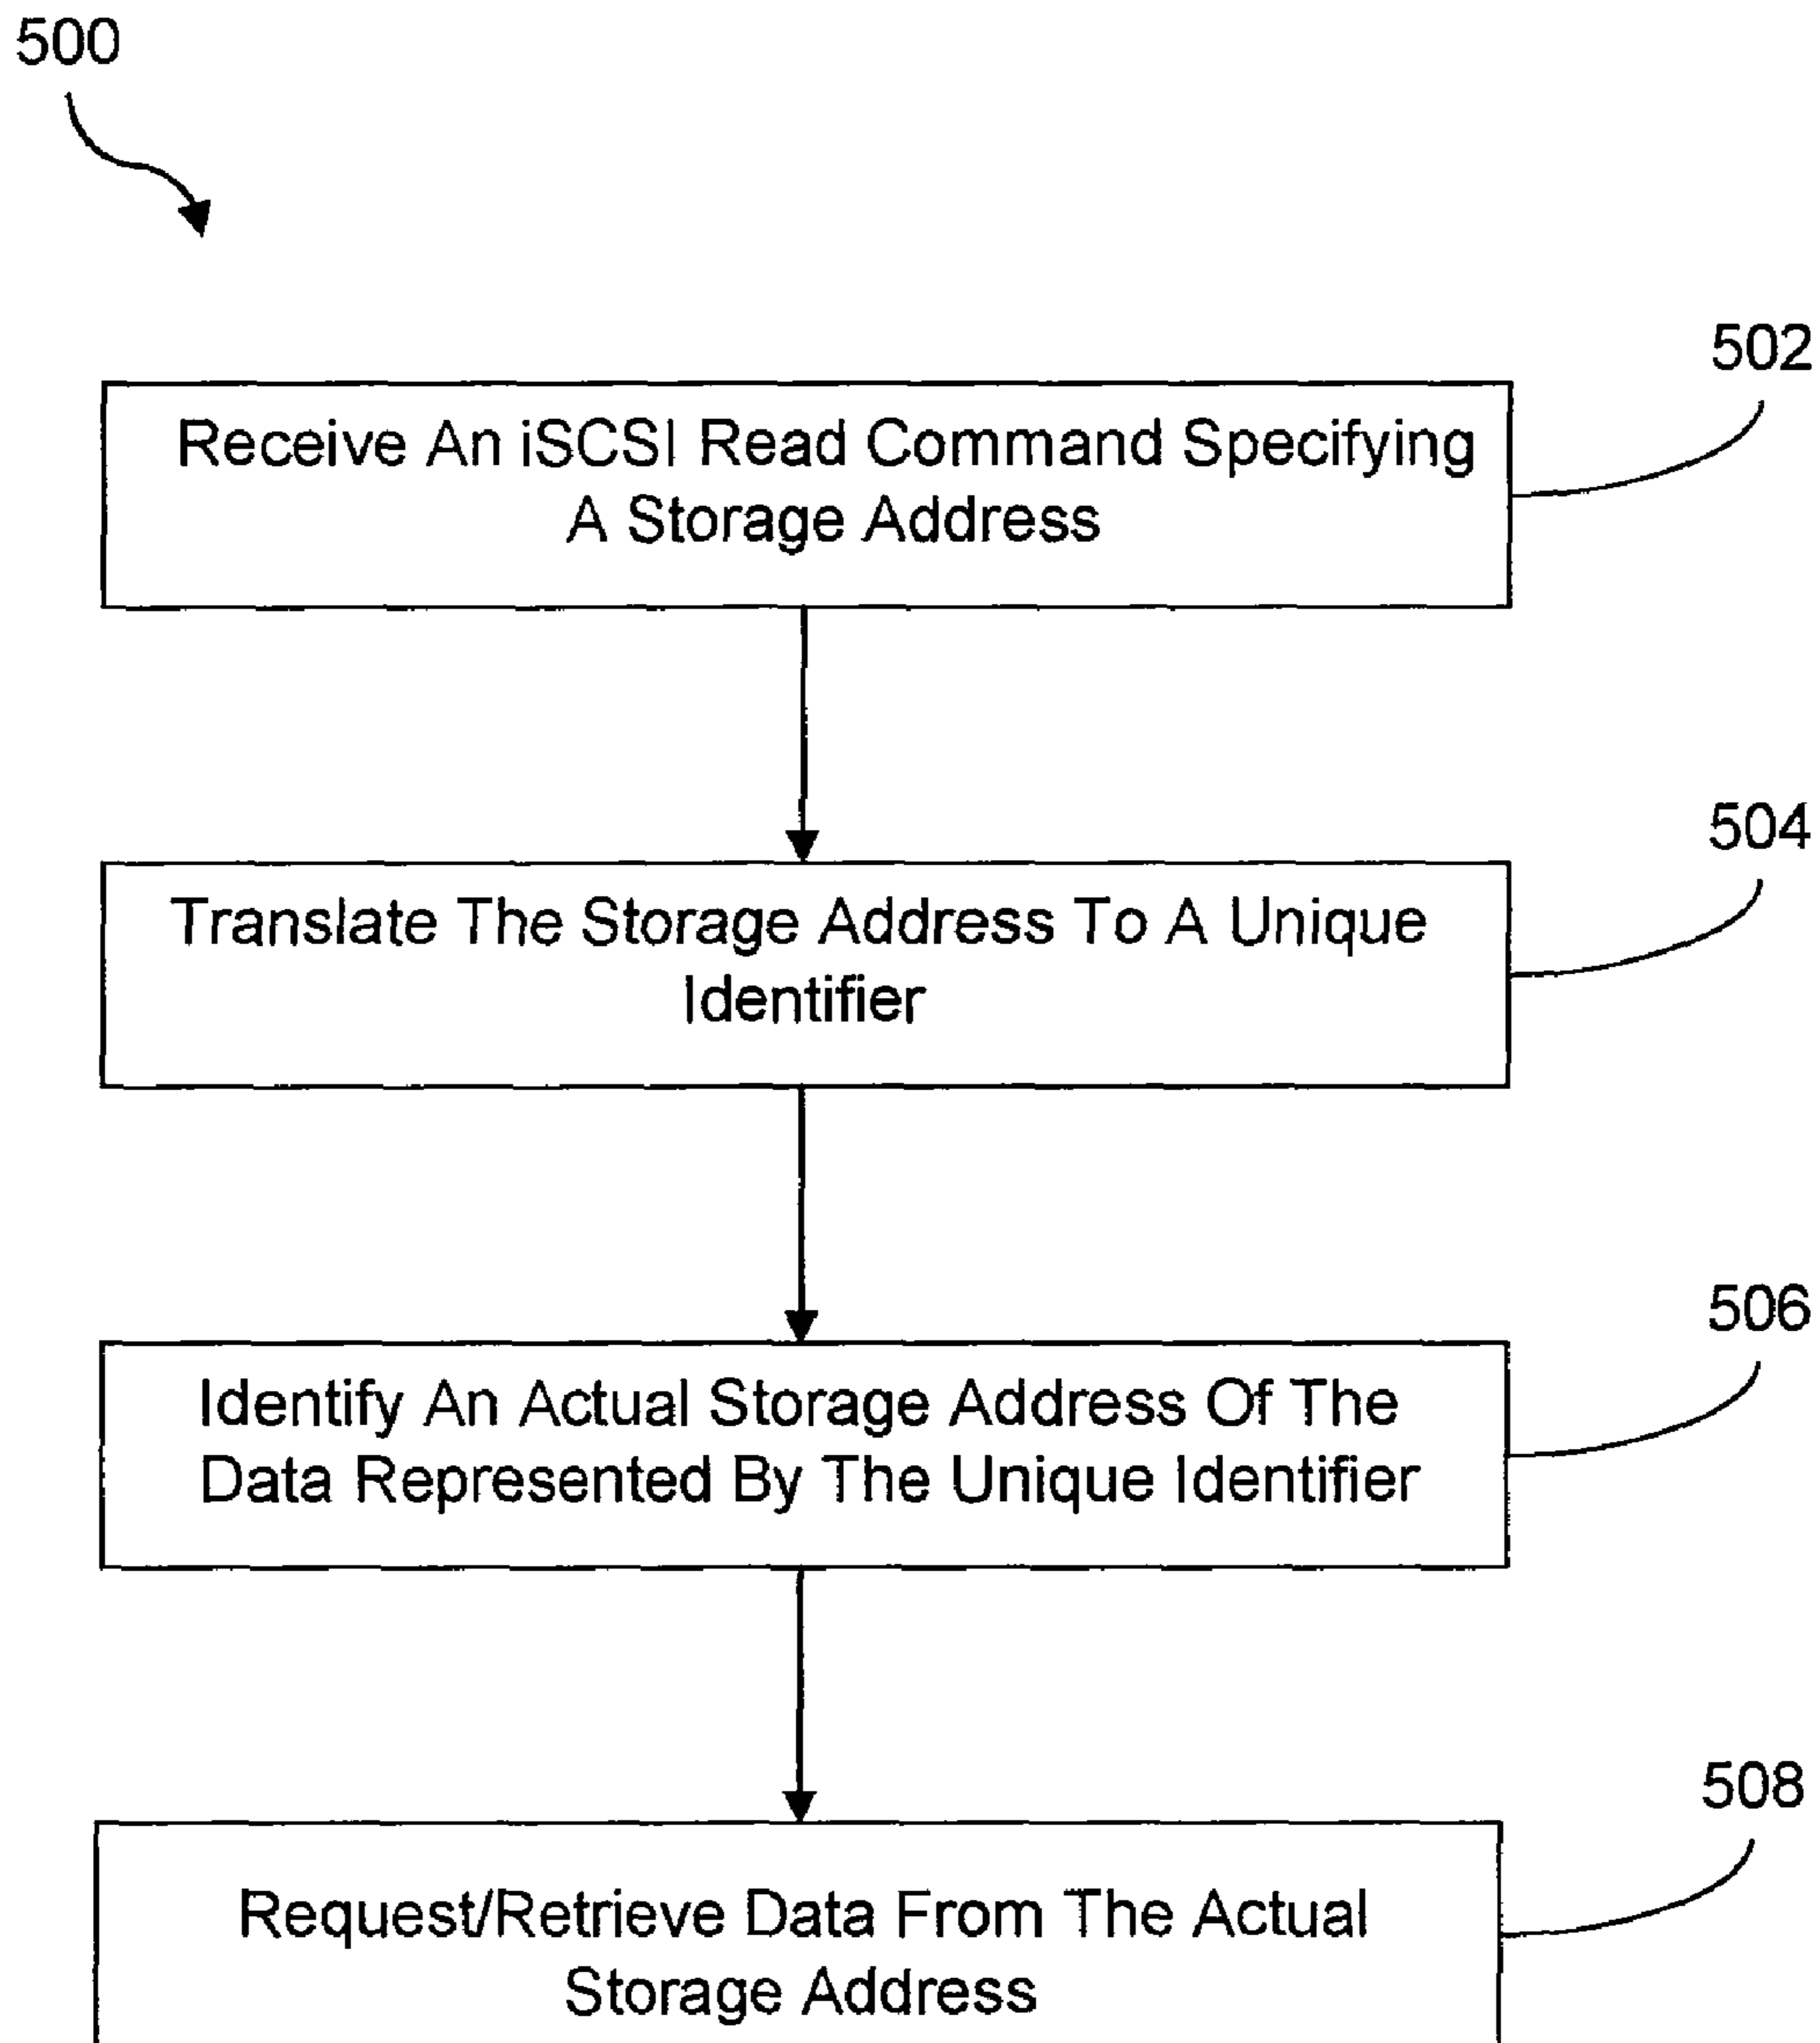 500
502
Receive An iSCSI Read Command Specifying
A Storage Address
504
Translate The Storage Address To A Unique
Identifier
506
Identify An Actual Storage Address Of The
Data Represented By The Unique Identifier
508
Request/Retrieve Data From The Actual
Storage Address